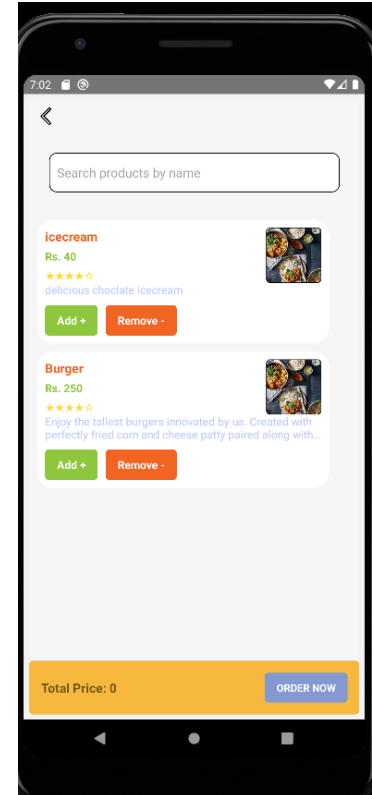 7:02
Search products by name
icecream
Rs. 40
★★★★☆
delicious choclate icecream
Add +
Remove -
Burger
Rs. 250
★★★★☆
Enjoy the tallest burgers innovated by us. Created with
perfectly fried corn and cheese patty paired along with...
Add +
Remove -
Total Price: 0
ORDER NOW